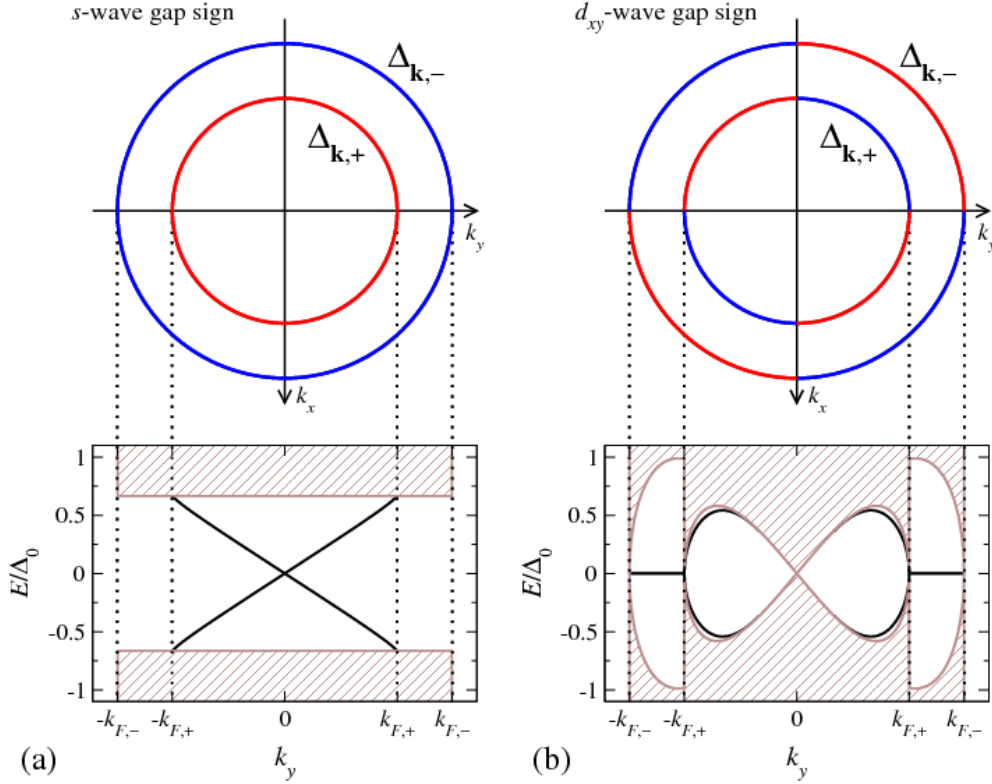 s-wave gap sign
Δk,−
Δk,+
ky
kx
E/Δ0
1
0.5
0
-0.5
-1
-kF,− -kF,+ 0 kF,+ kF,−
(a) ky
dxy-wave gap sign
Δk,−
Δk,+
ky
kx
E/Δ0
1
0.5
0
-0.5
-1
-kF,− -kF,+ 0 kF,+ kF,−
(b) ky